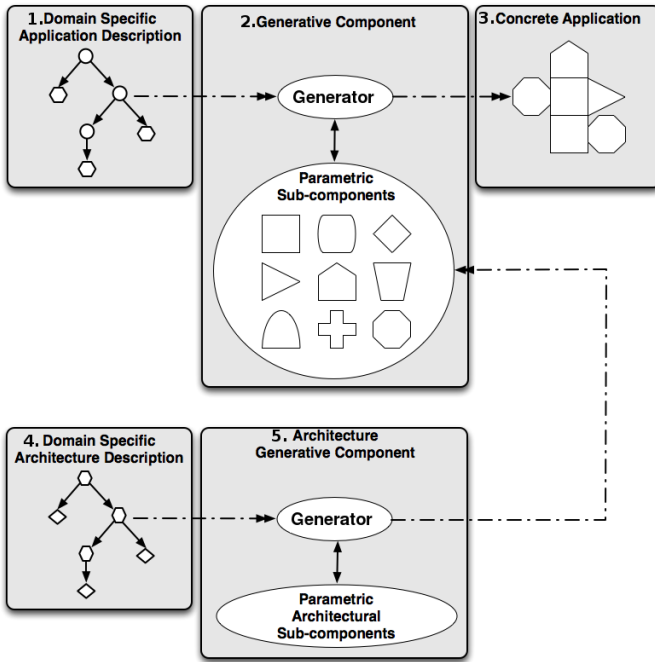 1.Domain Specific
Application Description
2.Generative Component
Generator
Parametric
Sub-components
3.Concrete Application
4. Domain Specific
Architecture Description
5. Architecture
Generative Component
Generator
Parametric
Architectural
Sub-components